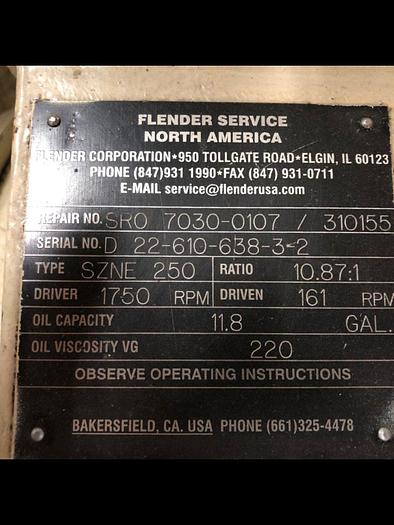 FLENDER SERVICE
NORTH AMERICA
FLENDER CORPORATION★950 TOLLGATE ROAD★ELGIN, IL 60123
PHONE (847)931 1990★FAX (847) 931-0711
E-MAIL service@flenderusa.com
REPAIR NO. SRO 7030-0107 / 310155
SERIAL NO. D 22-610-638-3-2
TYPE SZNE 250 RATIO 10.87:1
DRIVER 1750 RPM DRIVEN 161 RPM
OIL CAPACITY 11.8 GAL.
OIL VISCOSITY VG 220
OBSERVE OPERATING INSTRUCTIONS
BAKERSFIELD, CA. USA PHONE (661)325-4478